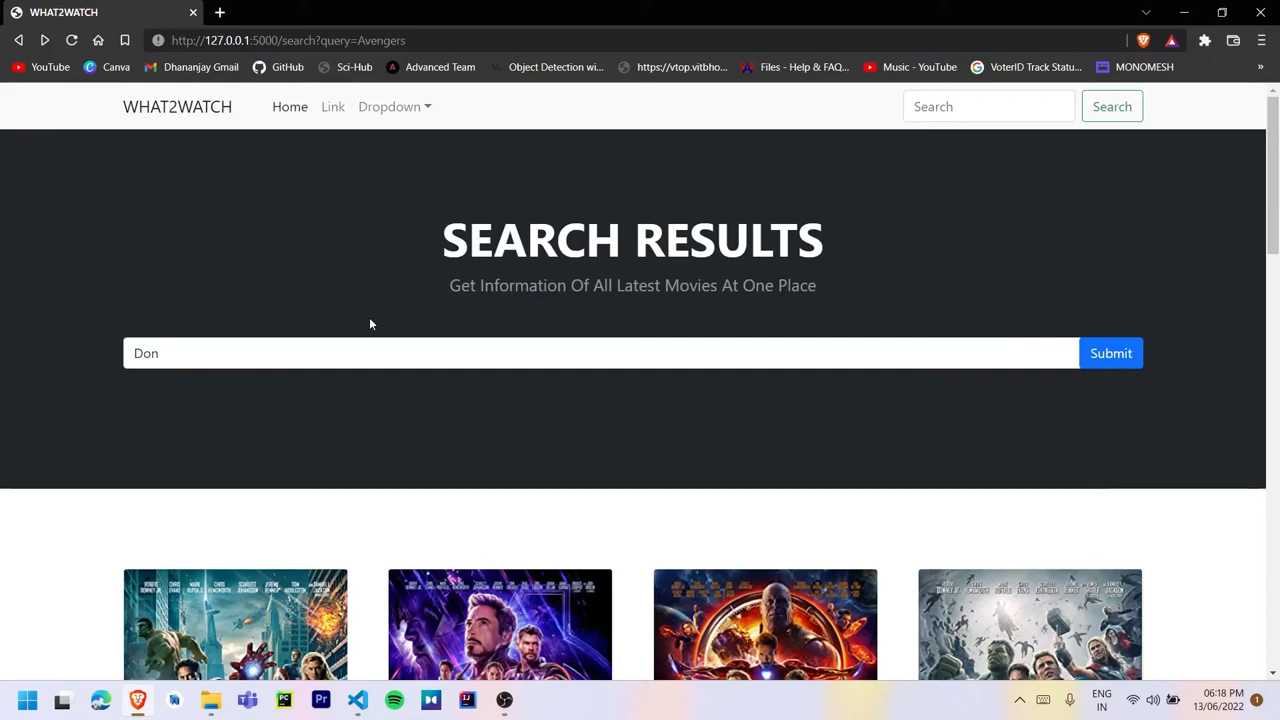 WHAT2WATCH
http://127.0.0.1:5000/search?query=Avengers
YouTube
Canva
Dhananjay Gmail
GitHub
Sci-Hub
Advanced Team
Object Detection wi...
https://vtop.vitbho...
Files - Help & FAQ...
Music - YouTube
VoterID Track Statu...
MONOMESH
»
WHAT2WATCH
Home
Link
Dropdown
Search
Search
SEARCH RESULTS
Get Information Of All Latest Movies At One Place
Don
Submit
ENG
IN
06:18 PM
13/06/2022
1